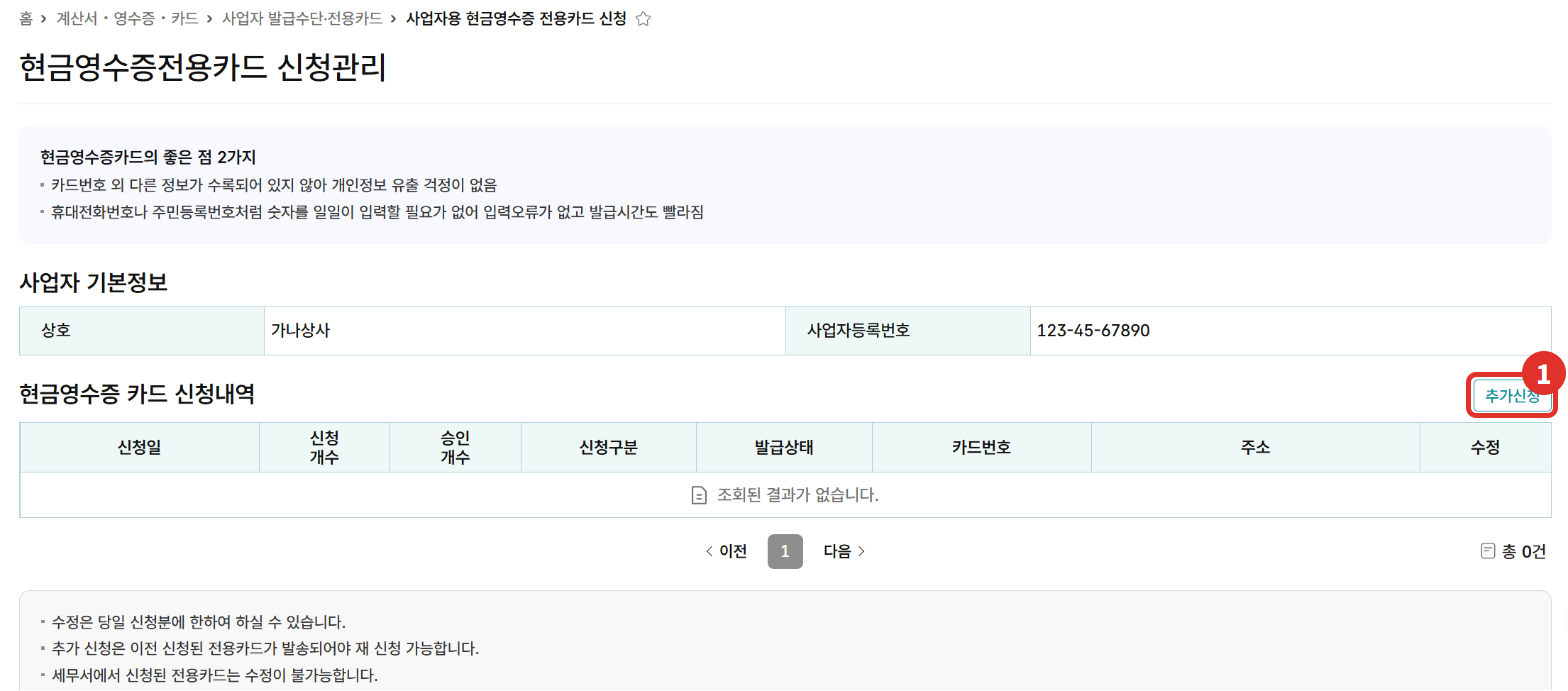 홈 > 계산서・영수증・카드 > 사업자 발급수단·전용카드 > 사업자용 현금영수증 전용카드 신청
현금영수증전용카드 신청관리
현금영수증카드의 좋은 점 2가지
▪ 카드번호 외 다른 정보가 수록되어 있지 않아 개인정보 유출 걱정이 없음
▪ 휴대전화번호나 주민등록번호처럼 숫자를 일일이 입력할 필요가 없어 입력오류가 없고 발급시간도 빨라짐
사업자 기본정보
상호 가나상사 사업자등록번호 123-45-67890
1
현금영수증 카드 신청내역 추가신청
신청일 신청 개수 승인 개수 신청구분 발급상태 카드번호 주소 수정
조회된 결과가 없습니다.
< 이전 1 다음 > 총 0건
▪ 수정은 당일 신청분에 한하여 하실 수 있습니다.
▪ 추가 신청은 이전 신청된 전용카드가 발송되어야 재 신청 가능합니다.
▪ 세무서에서 신청된 전용카드는 수정이 불가능합니다.